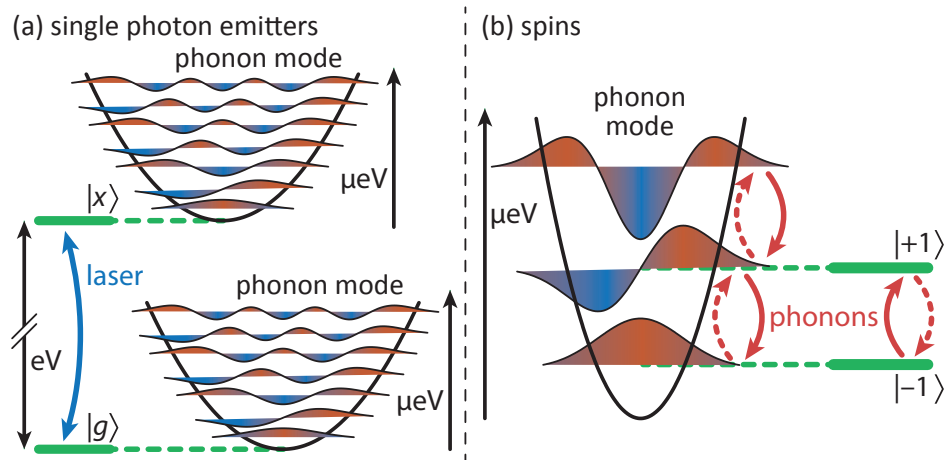 (a) single photon emitters
phonon mode
μeV
|x⟩
laser
eV
phonon mode
μeV
|g⟩
(b) spins
phonon
mode
μeV
|+1⟩
phonons
|−1⟩